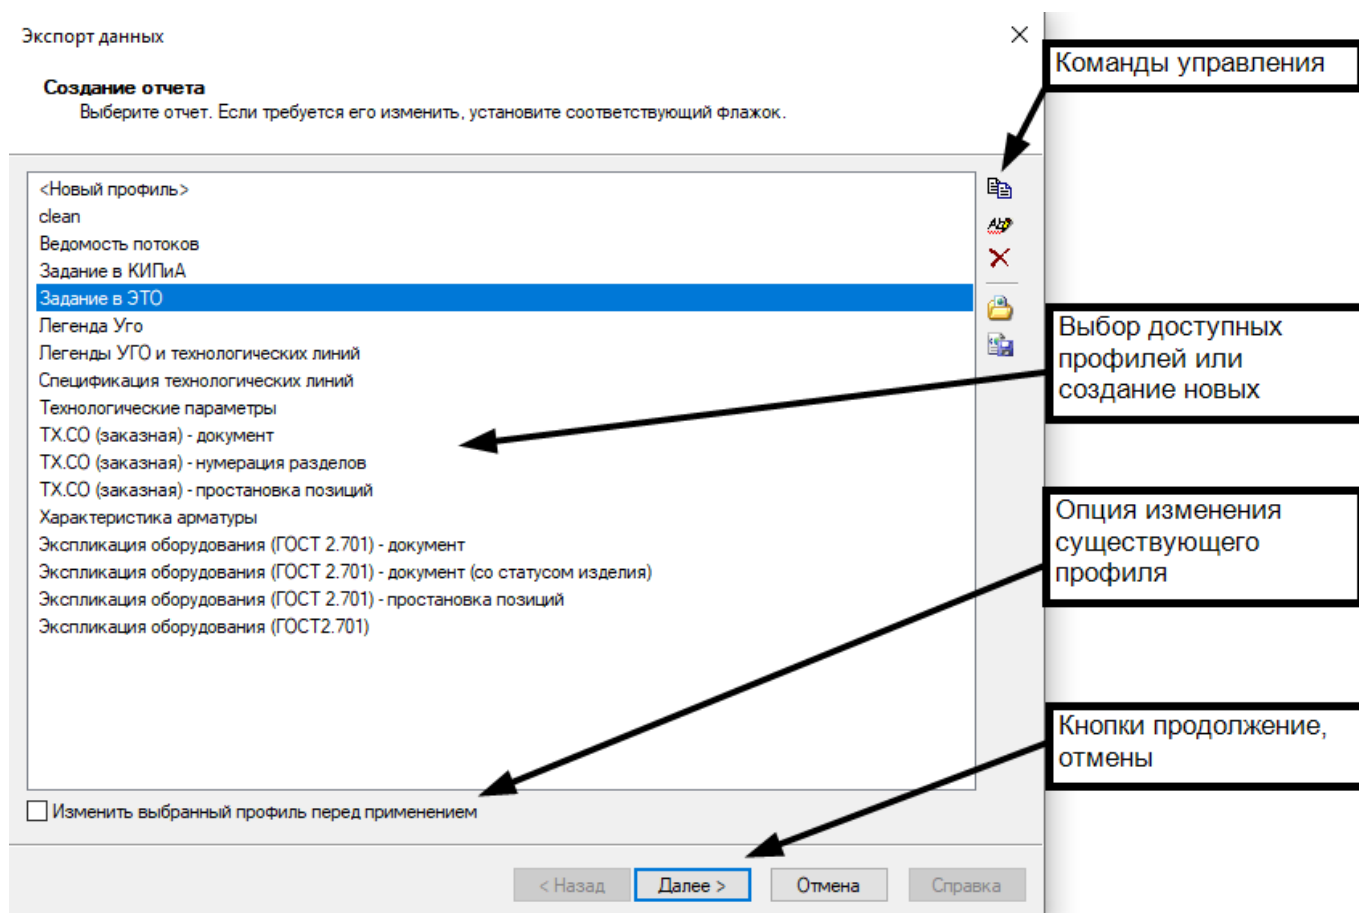 Экспорт данных
Команды управления
Создание отчета
Выберите отчет. Если требуется его изменить, установите соответствующий флажок.
<Новый профиль>
clean
Ведомость потоков
Задание в КИПиА
Задание в ЭТО
Легенда Уго
Легенды УГО и технологических линий
Спецификация технологических линий
Технологические параметры
ТХ.СО (заказная) - документ
ТХ.СО (заказная) - нумерация разделов
ТХ.СО (заказная) - простановка позиций
Характеристика арматуры
Экспликация оборудования (ГОСТ 2.701) - документ
Экспликация оборудования (ГОСТ 2.701) - документ (со статусом изделия)
Экспликация оборудования (ГОСТ 2.701) - простановка позиций
Экспликация оборудования (ГОСТ2.701)
Выбор доступных
профилей или
создание новых
Опция изменения
существующего
профиля
Кнопки продолжение,
отмены
Изменить выбранный профиль перед применением
< Назад
Далее >
Отмена
Справка